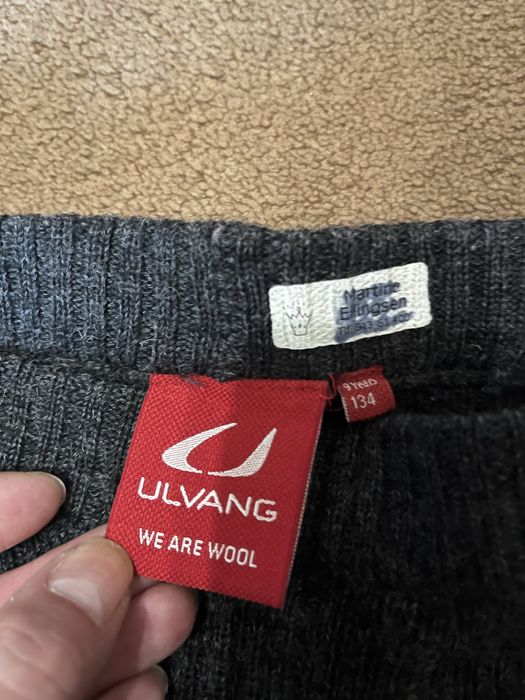 Martine
Ellingsen
9 Years
134
ULVANG
WE ARE WOOL